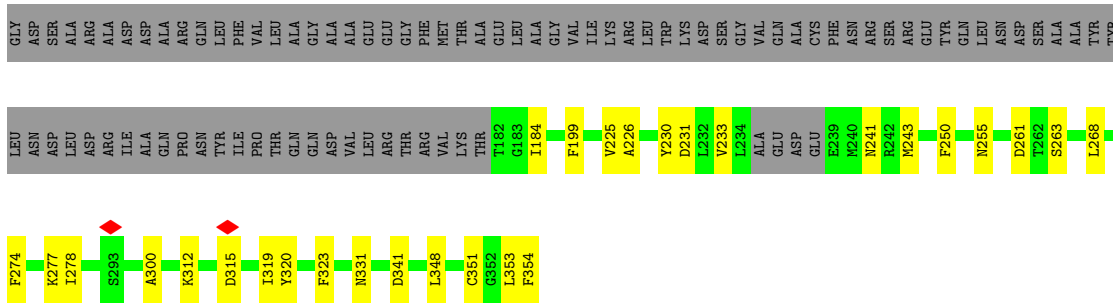 GLY ASP SER ALA ALA ARG ALA ASP ASP ALA ARG GLN LEU PHE VAL LEU ALA GLY ALA ALA GLU GLU GLY PHE MET THR ALA GLU LEU ALA GLY VAL ILE LYS ARG LEU TRP LYS ASP SER GLY VAL GLN ALA CYS PHE ASN ARG SER ARG GLU TYR GLN LEU ASN ASP SER ALA ALA TYR TYR
LEU ASN ASP LEU ASP ARG ILE ALA GLN PRO ASN TYR ILE PRO THR GLN GLN ASP VAL LEU ARG THR ARG VAL LYS THR T182 G183 I184 F199 V225 A226 Y230 D231 L232 V233 L234 ALA GLU ASP GLU E239 M240 N241 R242 M243 F250 N255 D261 T262 S263 L268
F274 K277 I278 S293 A300 K312 D315 I319 Y320 F323 N331 D341 L348 C351 G352 L353 F354